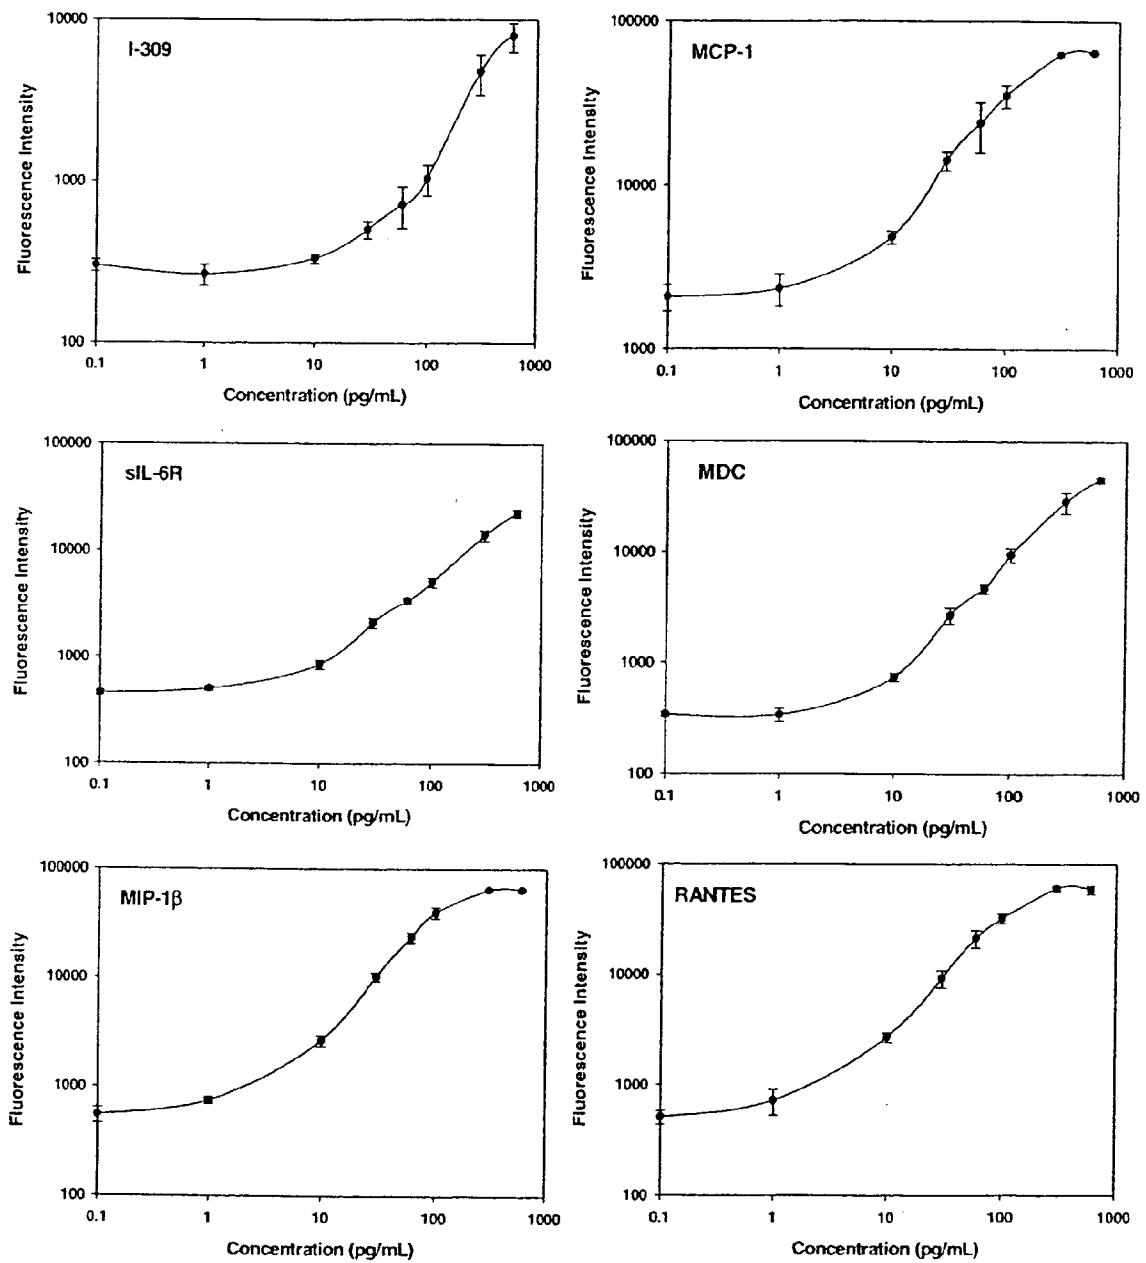 10000
I-309
1000
100
0.1 1 10 100 1000
Fluorescence Intensity
Concentration (pg/mL)
100000
MCP-1
10000
1000
0.1 1 10 100 1000
Fluorescence Intensity
Concentration (pg/mL)
100000
sIL-6R
10000
1000
100
0.1 1 10 100 1000
Fluorescence Intensity
Concentration (pg/mL)
100000
MDC
10000
1000
100
0.1 1 10 100 1000
Fluorescence Intensity
Concentration (pg/mL)
100000
MIP-1β
10000
1000
100
0.1 1 10 100 1000
Fluorescence Intensity
Concentration (pg/mL)
100000
RANTES
10000
1000
100
0.1 1 10 100 1000
Fluorescence Intensity
Concentration (pg/mL)